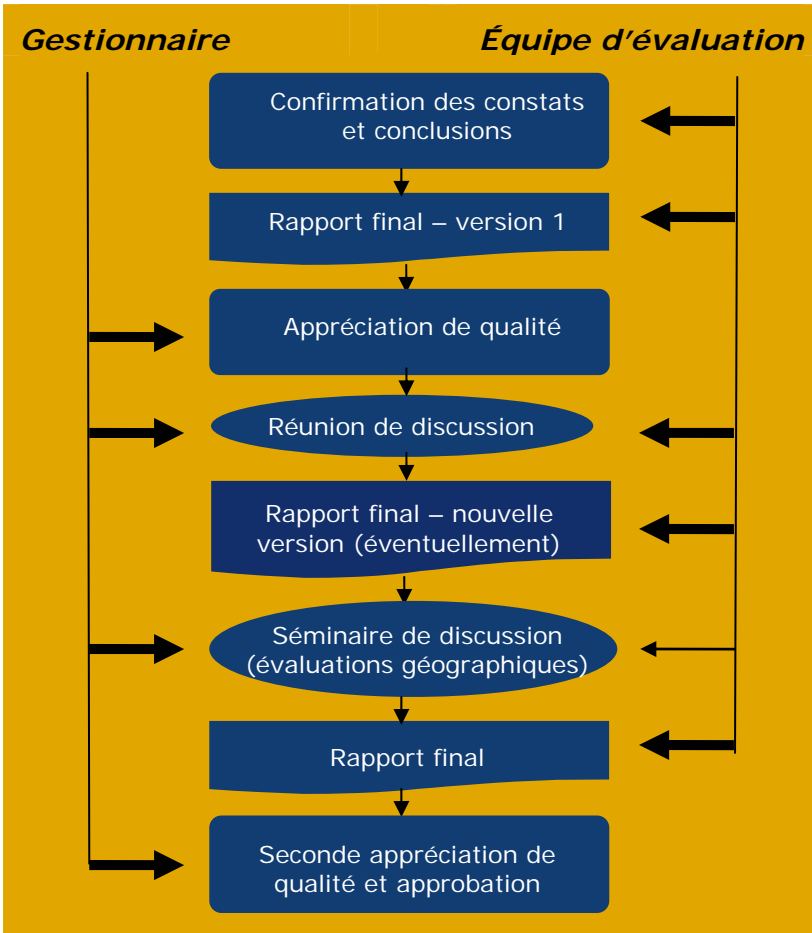 Gestionnaire
Équipe d'évaluation
Confirmation des constats
et conclusions
Rapport final – version 1
Appréciation de qualité
Réunion de discussion
Rapport final – nouvelle
version (éventuellement)
Séminaire de discussion
(évaluations géographiques)
Rapport final
Seconde appréciation de
qualité et approbation